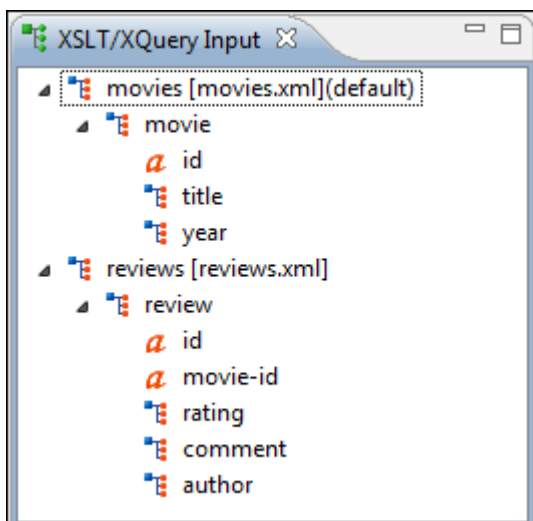 XSLT/XQuery Input
movies [movies.xml](default)
movie
a id
title
year
reviews [reviews.xml]
review
a id
a movie-id
rating
comment
author